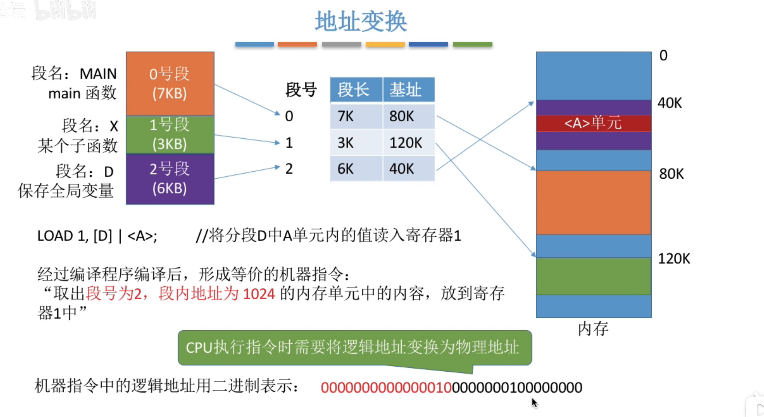 地址变换
段名：MAIN
main 函数
0号段
(7KB)
段名：X
某个子函数
1号段
(3KB)
段名：D
保存全局变量
2号段
(6KB)
段号 段长 基址
0 7K 80K
1 3K 120K
2 6K 40K
0
40K
<A>单元
80K
120K
内存
LOAD 1, [D] | <A>; //将分段D中A单元内的值读入寄存器1
经过编译程序编译后，形成等价的机器指令：
“取出段号为2，段内地址为 1024 的内存单元中的内容，放到寄存
器1中”
CPU执行指令时需要将逻辑地址变换为物理地址
机器指令中的逻辑地址用二进制表示： 00000000000000100000000100000000